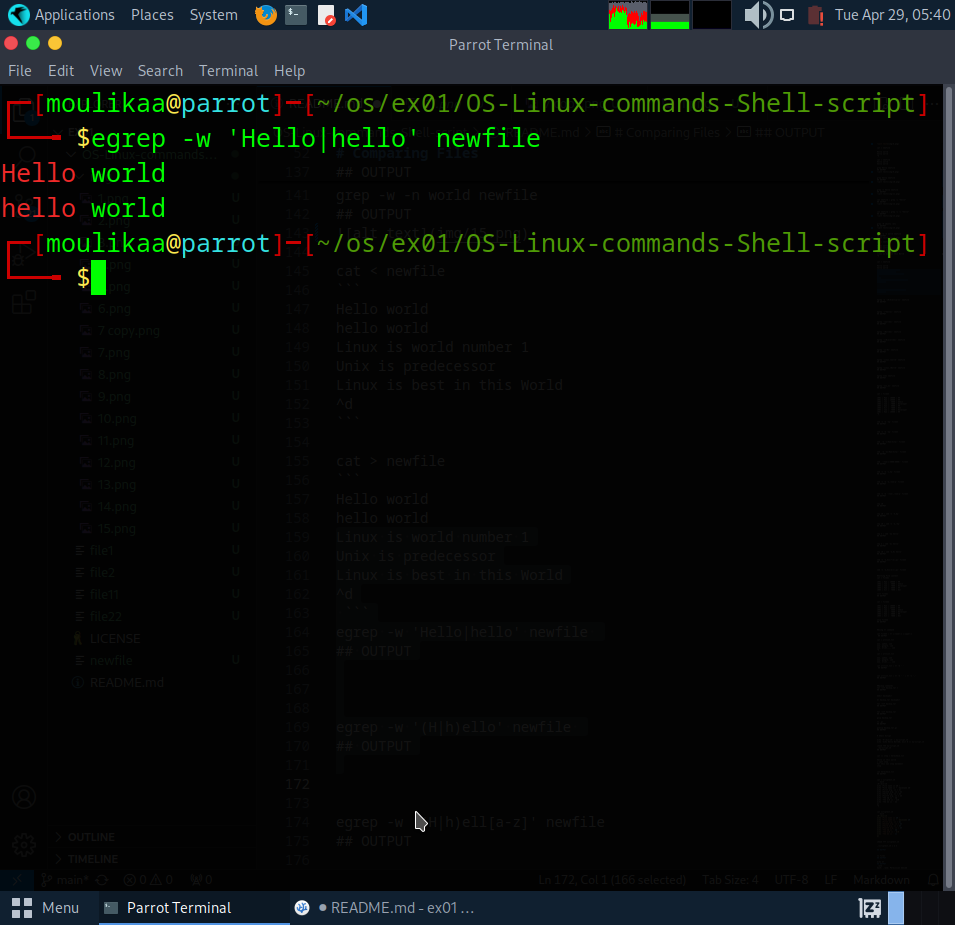 Applications Places System Tue Apr 29, 05:40
Parrot Terminal
File Edit View Search Terminal Help
[moulikaa@parrot]─[~/os/ex01/OS-Linux-commands-Shell-script]
$egrep -w 'Hello|hello' newfile
Hello world
hello world
[moulikaa@parrot]─[~/os/ex01/OS-Linux-commands-Shell-script]
$
# Comparing Files
## OUTPUT
# Comparing Files
137 ## OUTPUT
141 grep -w -n world newfile
142 ## OUTPUT
145 cat < newfile
146 ```
147 Hello world
148 hello world
149 Linux is world number 1
150 Unix is predecessor
151 Linux is best in this World
152 ^d
153 ```
154
155 cat > newfile
156 ```
157 Hello world
158 hello world
159 Linux is world number 1
160 Unix is predecessor
161 Linux is best in this World
162 ^d
163 ```
164 egrep -w 'Hello|hello' newfile
165 ## OUTPUT
166
167
168
169 egrep -w '(H|h)ello' newfile
170 ## OUTPUT
171
172
173
174 egrep -w '(H|h)ell[a-z]' newfile
175 ## OUTPUT
176
6.png U
7 copy.png U
7.png U
8.png U
9.png U
10.png U
11.png U
12.png U
13.png U
14.png U
15.png U
file1 U
file2 U
file11 U
file22 U
LICENSE
newfile U
README.md
OUTLINE
TIMELINE
main* 0 0 0 Ln 172, Col 1 (166 selected) Tab Size: 4 UTF-8 LF Markdown
Menu Parrot Terminal README.md - ex01 ...